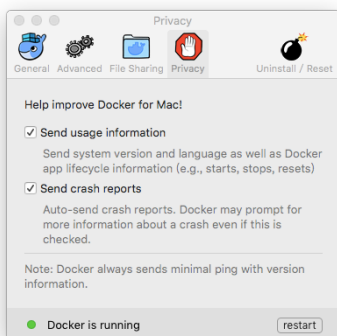 Privacy
General Advanced File Sharing Privacy Uninstall / Reset
Help improve Docker for Mac!
Send usage information
Send system version and language as well as Docker
app lifecycle information (e.g., starts, stops, resets)
Send crash reports
Auto-send crash reports. Docker may prompt for
more information about a crash even if this is
checked.
Note: Docker always sends minimal ping with version
information.
Docker is running restart